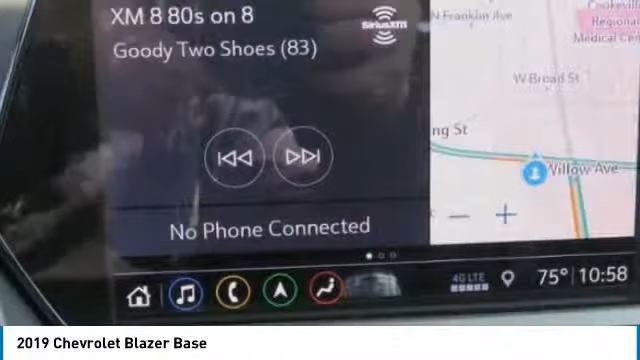 XM 8 80s on 8
SiriusXM
Goody Two Shoes (83)
No Phone Connected
N Franklin Ave
Cookeville
Regional
Medical Cen
W Broad St
ng St
Willow Ave
4G LTE
75° 10:58
2019 Chevrolet Blazer Base